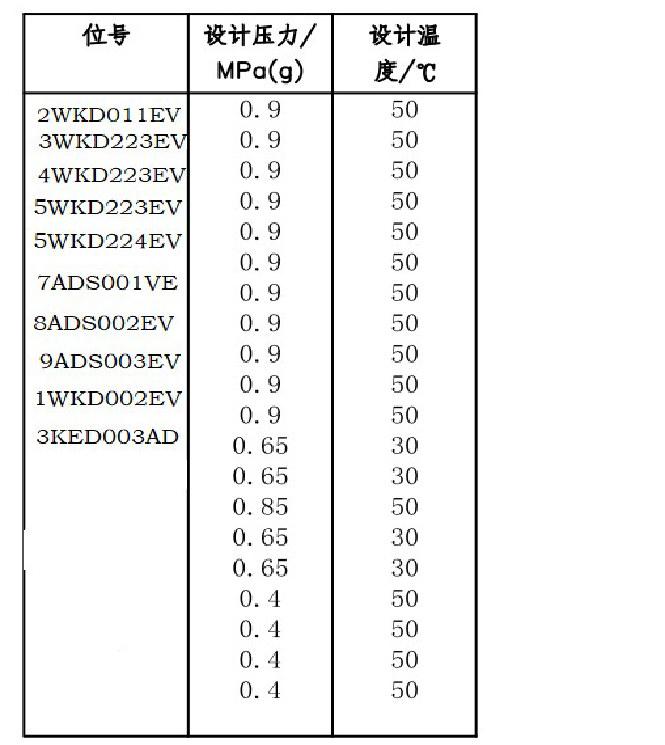 位号 设计压力/ 设计温
MPa(g) 度/℃
2WKD011EV 0.9 50
3WKD223EV 0.9 50
4WKD223EV 0.9 50
5WKD223EV 0.9 50
5WKD224EV 0.9 50
0.9 50
7ADS001VE 0.9 50
8ADS002EV 0.9 50
9ADS003EV 0.9 50
1WKD002EV 0.9 50
0.9 50
3KED003AD 0.65 30
0.65 30
0.85 50
0.65 30
0.65 30
0.4 50
0.4 50
0.4 50
0.4 50